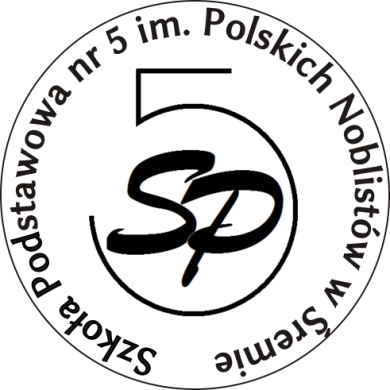 Szkoła Podstawowa nr 5 im. Polskich Noblistów w Śremie
5
SP